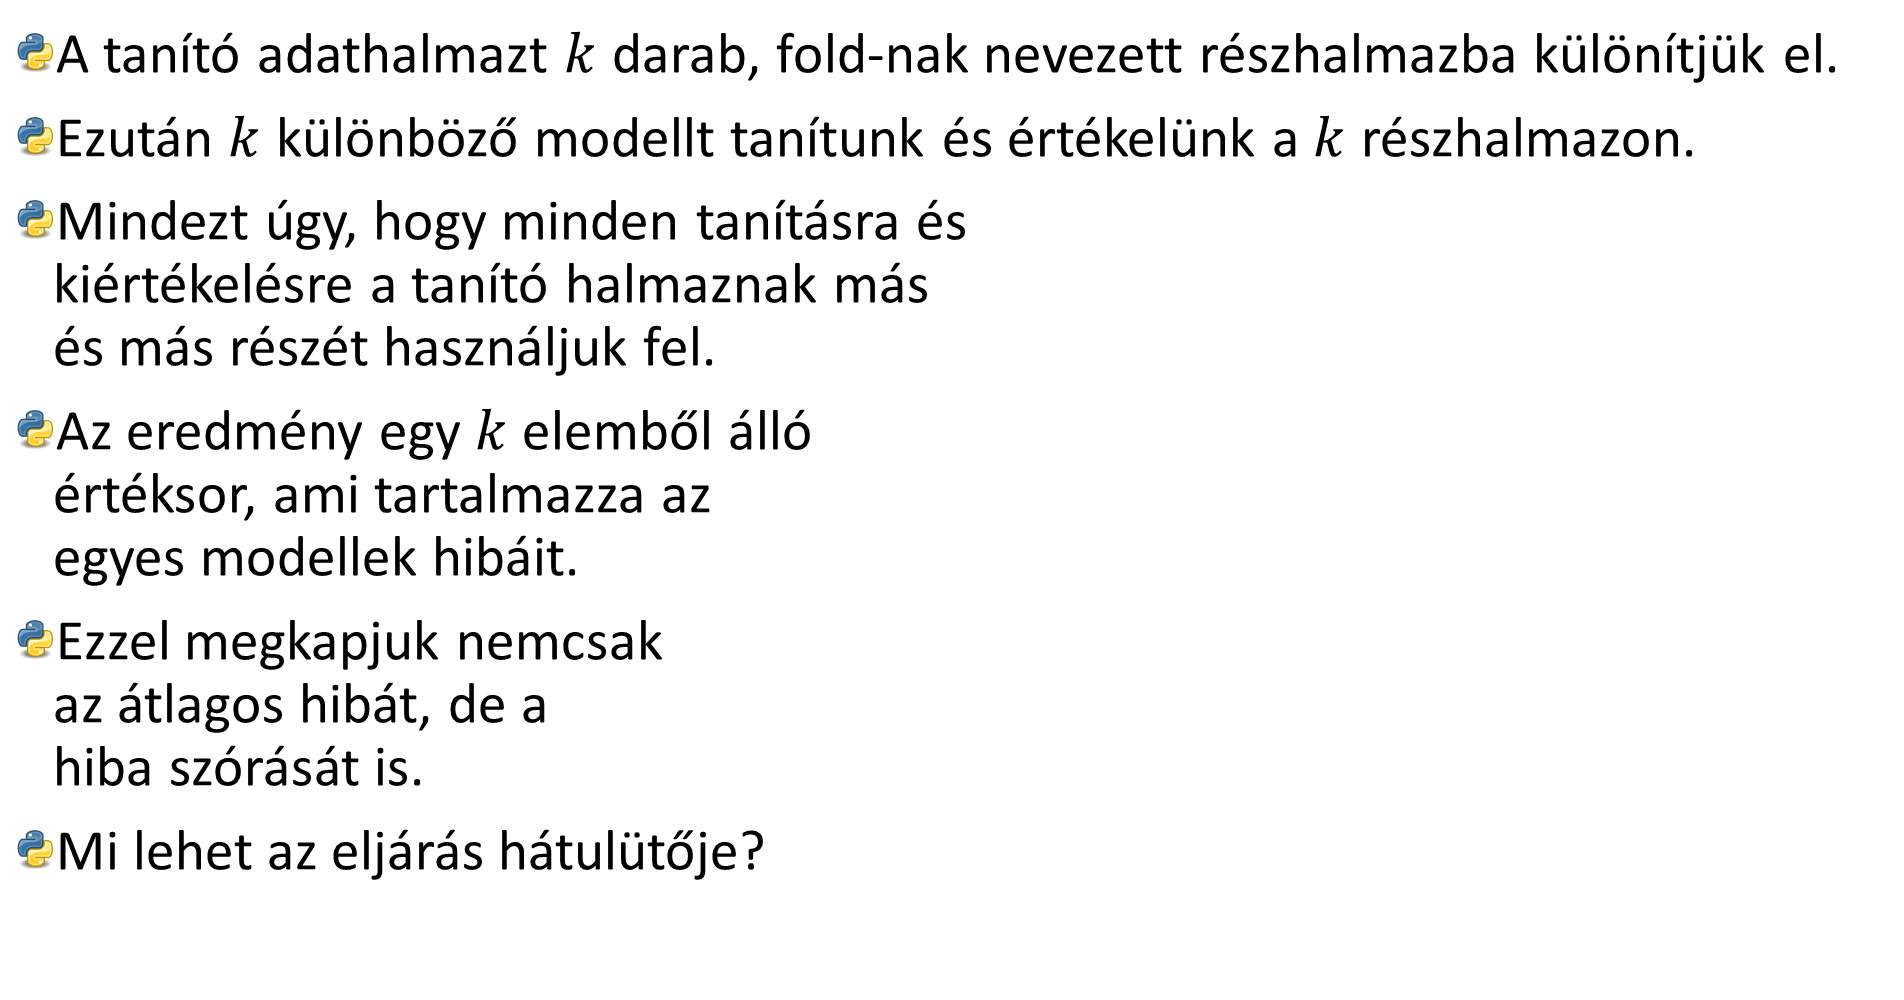 A tanító adathalmazt k darab, fold-nak nevezett részhalmazba különítjük el.
Ezután k különböző modellt tanítunk és értékelünk a k részhalmazon.
Mindezt úgy, hogy minden tanításra és
kiértékelésre a tanító halmaznak más
és más részét használjuk fel.
Az eredmény egy k elemből álló
értéksor, ami tartalmazza az
egyes modellek hibáit.
Ezzel megkapjuk nemcsak
az átlagos hibát, de a
hiba szórását is.
Mi lehet az eljárás hátulütője?